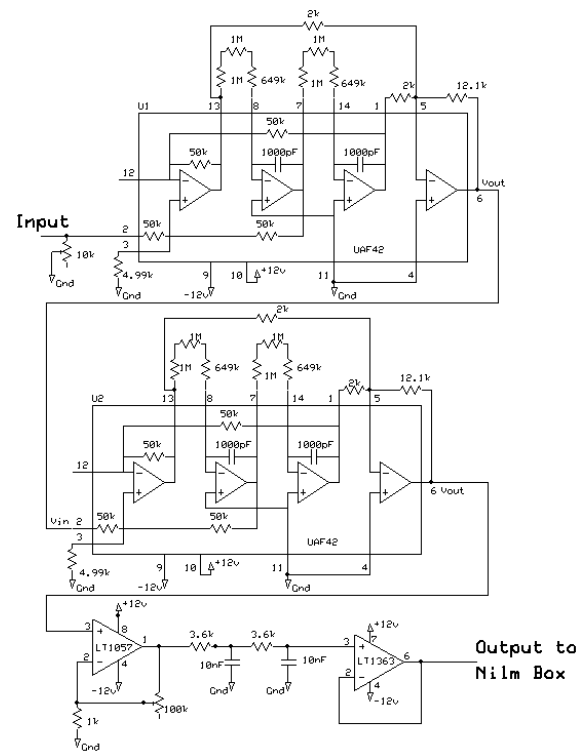 2k
1M
1M
1M
649k
1M
649k
2k
12.1k
13
8
7
14
1
5
U1
50k
50k
1000pF
1000pF
12
Vout
6
Input
2
50k
50k
3
10k
UAF42
4.99k
9
10
+12v
11
4
Gnd
Gnd
-12v
Gnd
2k
1M
1M
1M
649k
1M
649k
2k
12.1k
13
8
7
14
1
5
U2
50k
50k
1000pF
1000pF
12
6 Vout
Vin 2
50k
50k
3
UAF42
4.99k
9
10
+12v
11
4
-12v
Gnd
Gnd
+12v
3
8
1
LT1057
2
4
-12v
3.6k
3.6k
10nF
10nF
Gnd
Gnd
1k
100k
Gnd
+12v
3
7
6
LT1363
2
4
-12v
Output to
Nilm Box